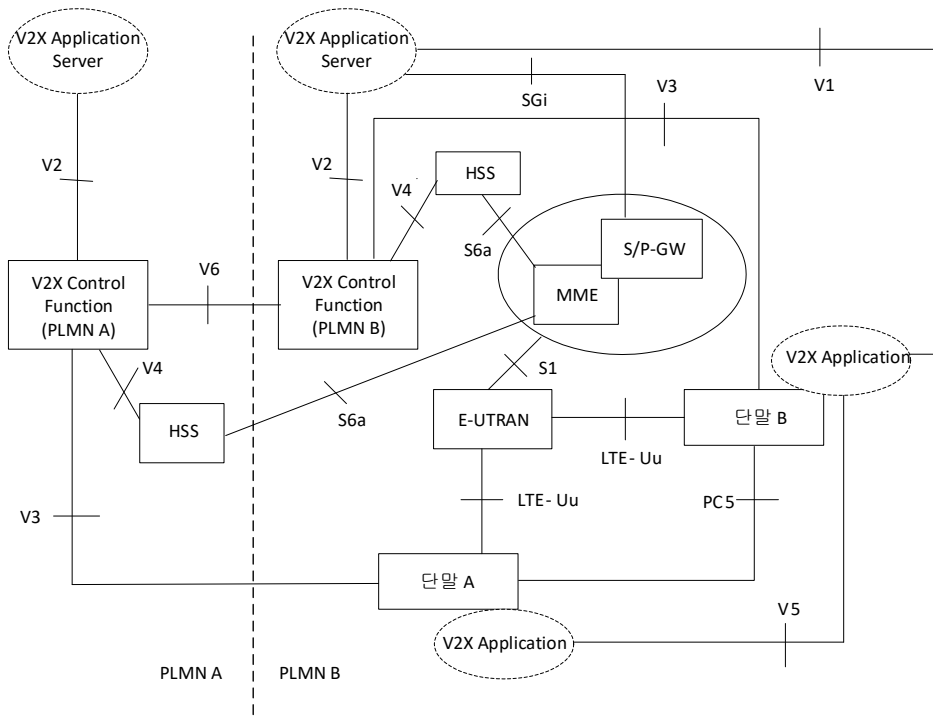 V2X Application
Server
V2X Application
Server
V1
SGi
V3
V2
V2
V4
HSS
S6a
S/P-GW
MME
V2X Control
Function
(PLMN A)
V6
V2X Control
Function
(PLMN B)
V4
S6a
S1
V2X Application
HSS
E-UTRAN
단말 B
LTE- Uu
LTE- Uu
PC5
V3
단말 A
V5
V2X Application
PLMN A
PLMN B